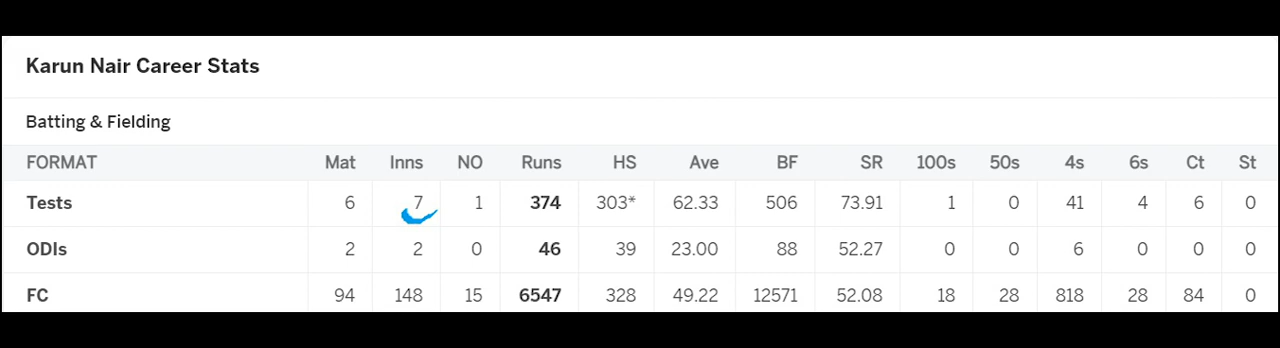 Karun Nair Career Stats
Batting & Fielding
FORMAT Mat Inns NO Runs HS Ave BF SR 100s 50s 4s 6s Ct St
Tests 6 7 1 374 303* 62.33 506 73.91 1 0 41 4 6 0
ODIs 2 2 0 46 39 23.00 88 52.27 0 0 6 0 0 0
FC 94 148 15 6547 328 49.22 12571 52.08 18 28 818 28 84 0